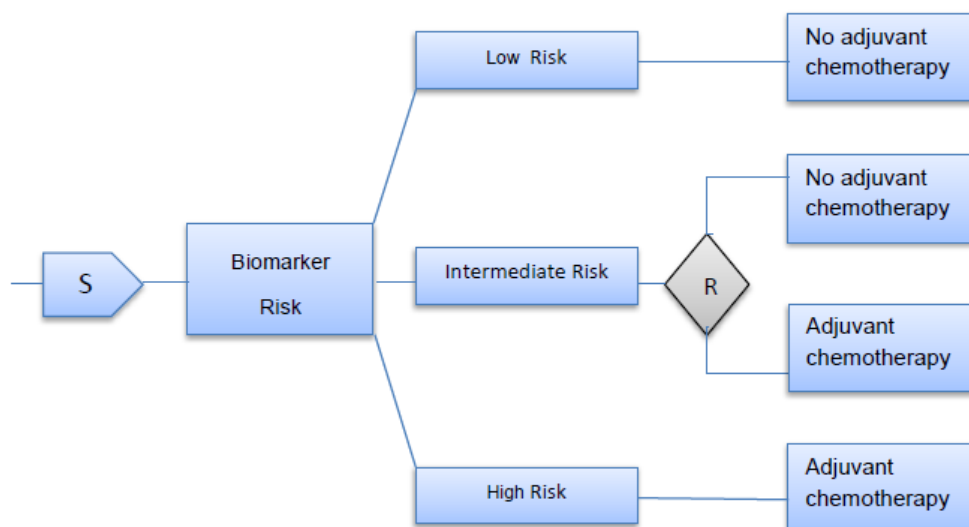 Low Risk
No adjuvant
chemotherapy
S
Biomarker
Risk
Intermediate Risk
R
No adjuvant
chemotherapy
Adjuvant
chemotherapy
High Risk
Adjuvant
chemotherapy